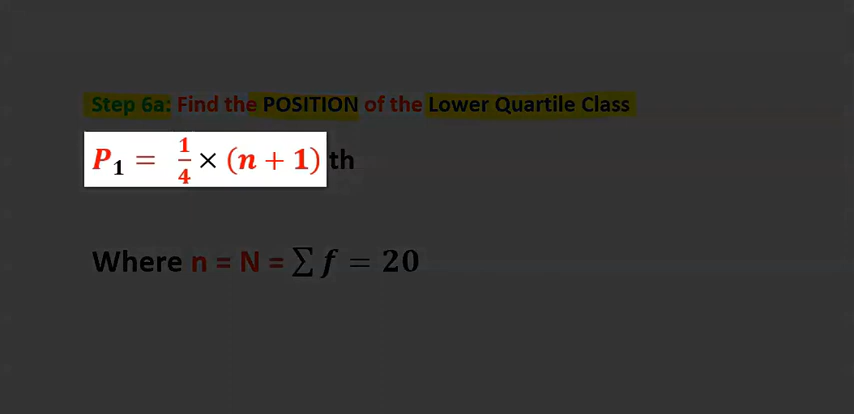 Step 6a: Find the POSITION of the Lower Quartile Class
P₁ = 1/4 × (n + 1) th
Where n = N = ∑ f = 20